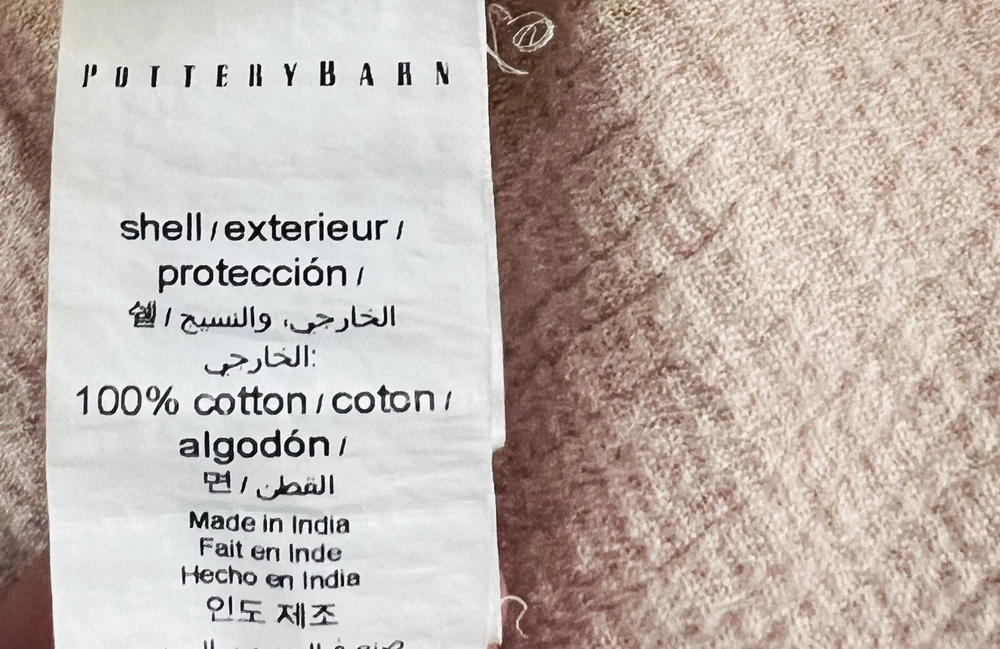 POTTERYBARN
shell / exterieur /
protección /
쉘 / الخارجي، والنسيج
الخارجي:
100% cotton / coton /
algodón /
면 / القطن
Made in India
Fait en Inde
Hecho en India
인도 제조